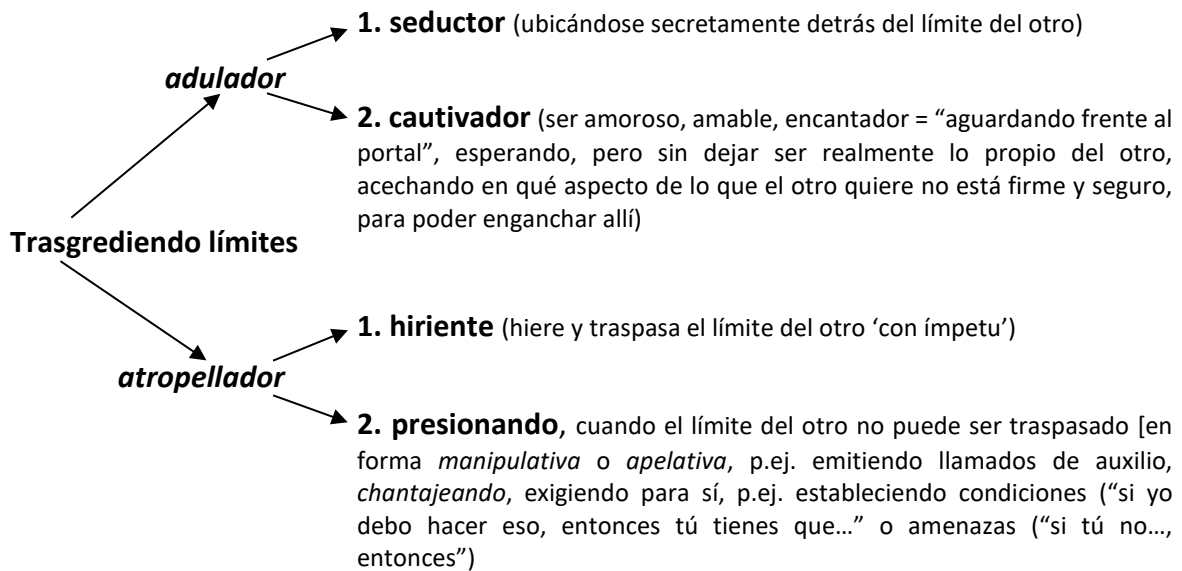 1. seductor (ubicándose secretamente detrás del límite del otro)
adulador
2. cautivador (ser amoroso, amable, encantador = “aguardando frente al
portal”, esperando, pero sin dejar ser realmente lo propio del otro,
acechando en qué aspecto de lo que el otro quiere no está firme y seguro,
para poder enganchar allí)
Trasgrediendo límites
1. hiriente (hiere y traspasa el límite del otro ‘con ímpetu’)
atropellador
2. presionando, cuando el límite del otro no puede ser traspasado [en
forma manipulativa o apelativa, p.ej. emitiendo llamados de auxilio,
chantajeando, exigiendo para sí, p.ej. estableciendo condiciones (“si yo
debo hacer eso, entonces tú tienes que…” o amenazas (“si tú no…,
entonces”)